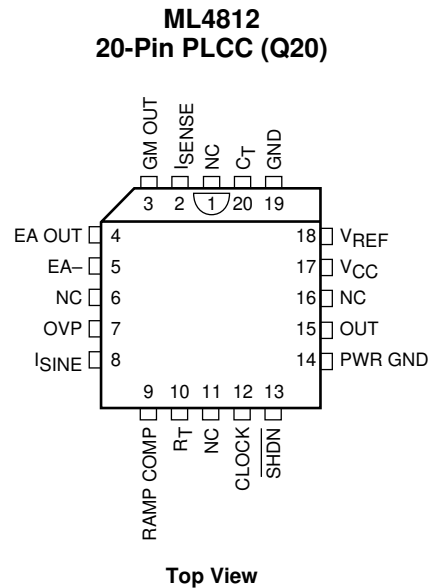 ML4812
20-Pin PLCC (Q20)
GM OUT
ISENSE
NC
CT
GND
3 2 1 20 19
EA OUT 4
EA– 5
NC 6
OVP 7
ISINE 8
18 VREF
17 VCC
16 NC
15 OUT
14 PWR GND
9 10 11 12 13
RAMP COMP
RT
NC
CLOCK
SHDN
Top View